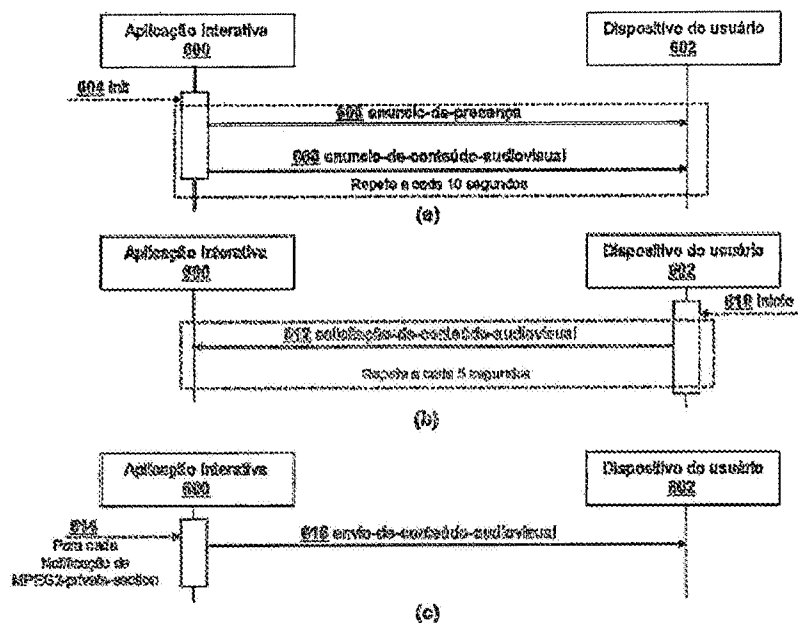 Aplicação interativa
600
Dispositivo do usuário
602
604 Init
606 anuncio-de-presença
608 anuncio-de-conteúdo-audiovisual
Repete a cada 10 segundos
(a)
Aplicação interativa
600
Dispositivo do usuário
602
610 Inicio
612 solicitação-de-conteúdo-audiovisual
Repete a cada 5 segundos
(b)
Aplicação interativa
600
Dispositivo do usuário
602
614
Para cada
Notificação de
MPEG2-private-section
616 envio-de-conteúdo-audiovisual
(c)